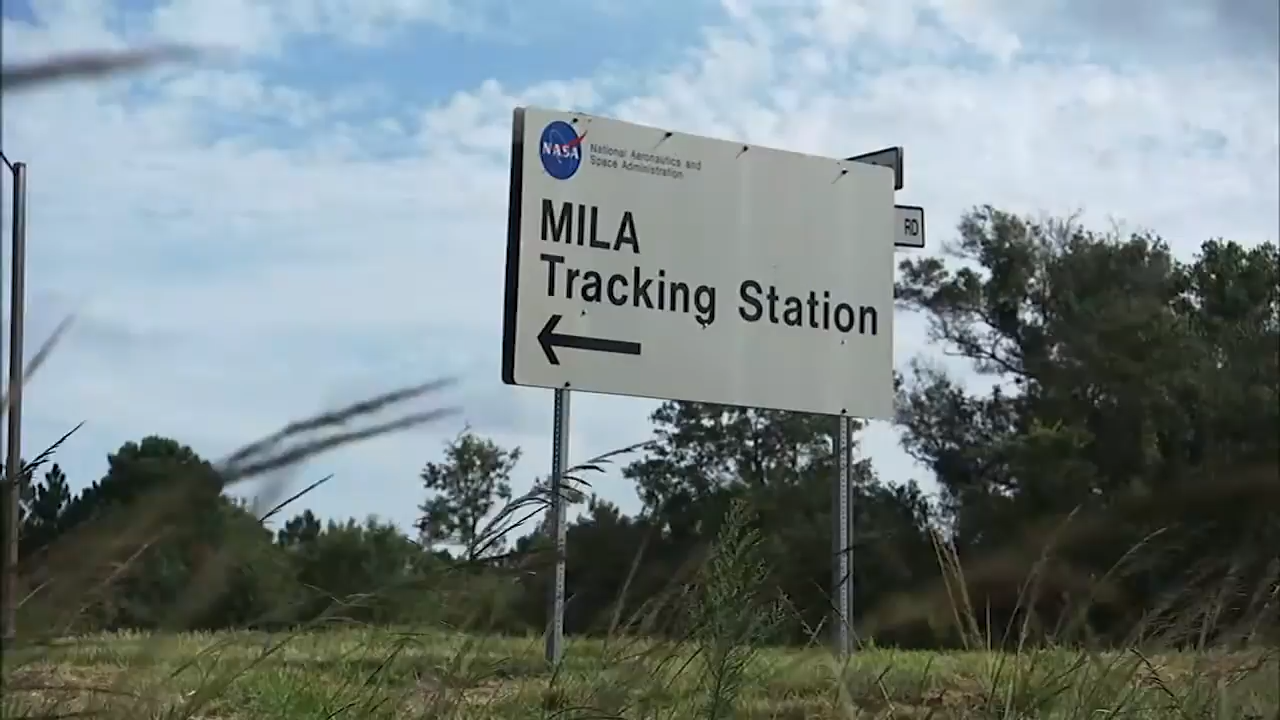 NASA
National Aeronautics and
Space Administration
MILA
Tracking Station
RD